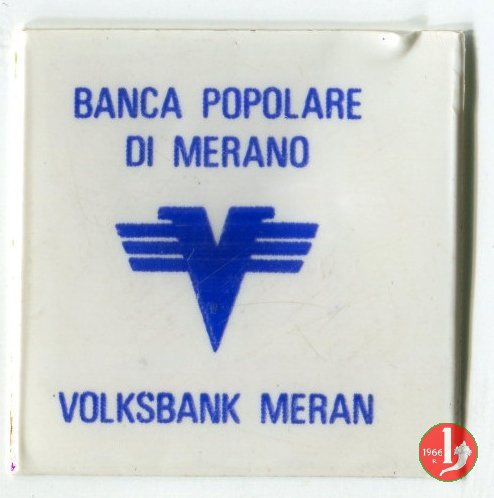 BANCA POPOLARE
DI MERANO
VOLKSBANK MERAN
1966